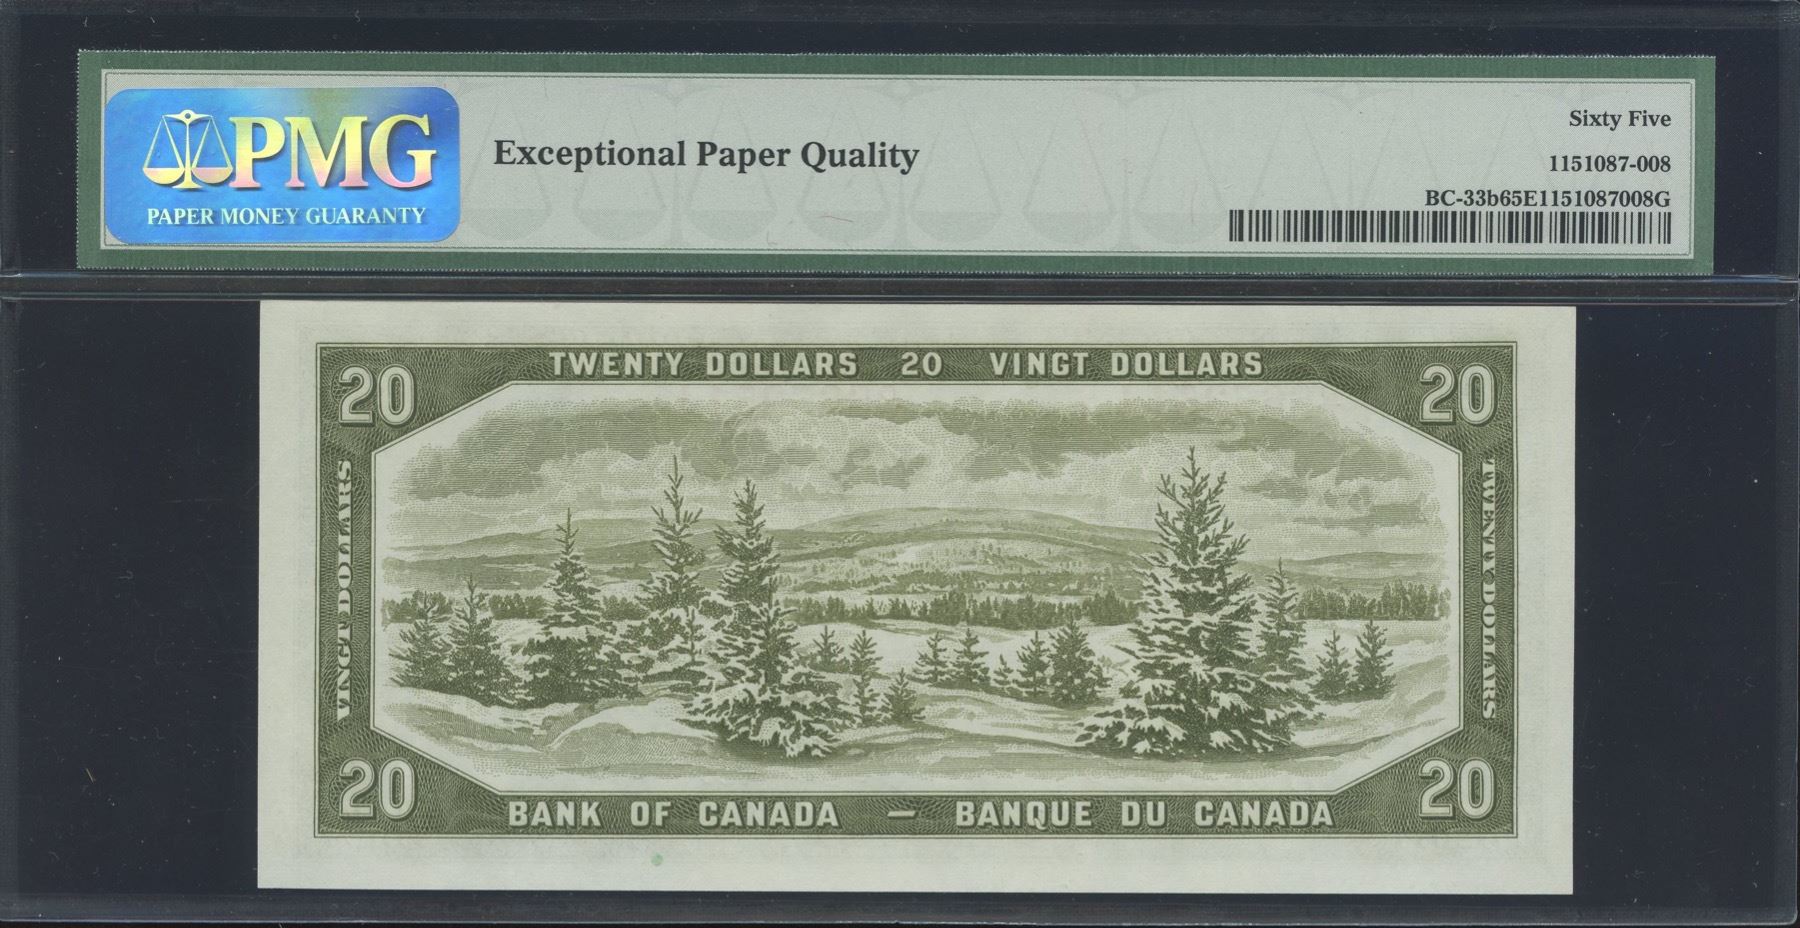 PMG
PAPER MONEY GUARANTY
Exceptional Paper Quality
Sixty Five
1151087-008
BC-33b65E1151087008G
TWENTY DOLLARS 20 VINGT DOLLARS
20
20
VINGT DOLLARS
TWENTY DOLLARS
20
20
BANK OF CANADA — BANQUE DU CANADA